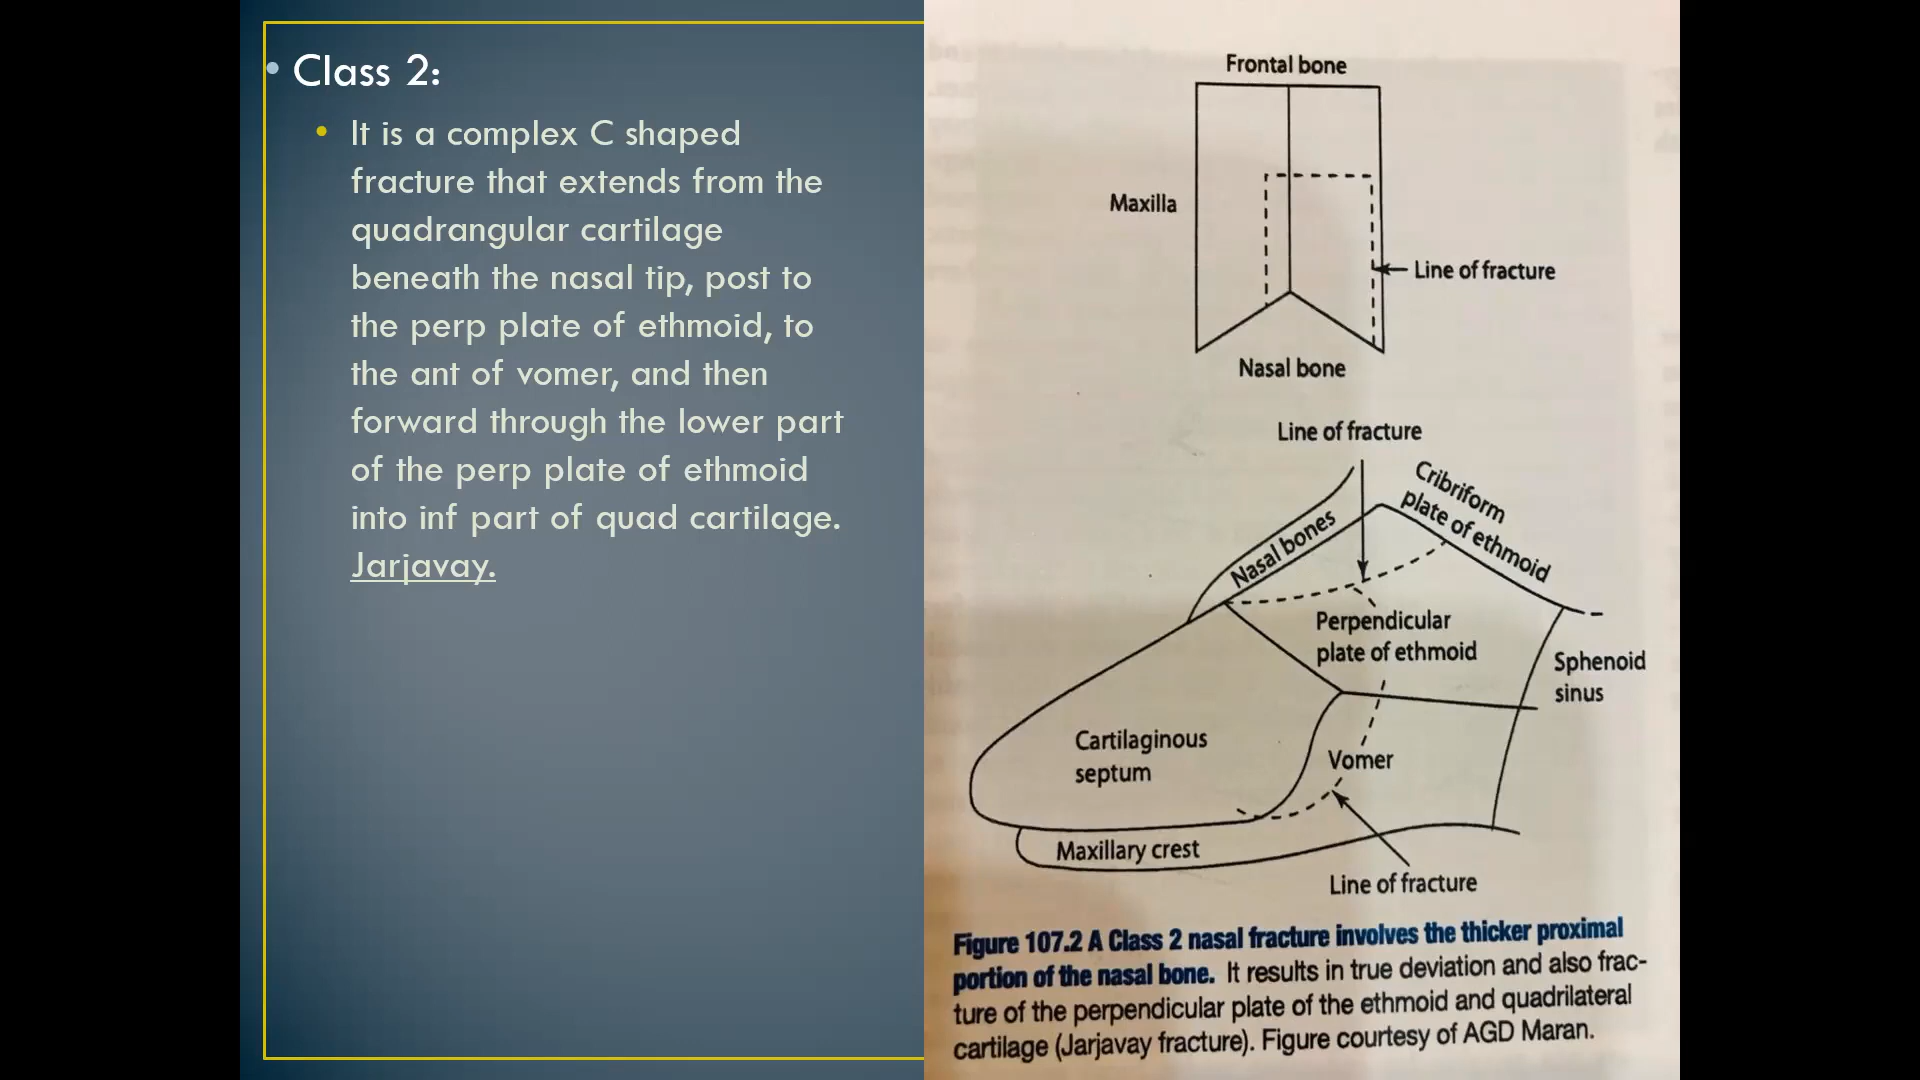 Class 2:
It is a complex C shaped
fracture that extends from the
quadrangular cartilage
beneath the nasal tip, post to
the perp plate of ethmoid, to
the ant of vomer, and then
forward through the lower part
of the perp plate of ethmoid
into inf part of quad cartilage.
Jarjavay.
Frontal bone
Maxilla
Line of fracture
Nasal bone
Line of fracture
Cribriform
plate of ethmoid
Nasal bones
Perpendicular
plate of ethmoid
Sphenoid
sinus
Cartilaginous
septum
Vomer
Maxillary crest
Line of fracture
Figure 107.2 A Class 2 nasal fracture involves the thicker proximal
portion of the nasal bone. It results in true deviation and also frac-
ture of the perpendicular plate of the ethmoid and quadrilateral
cartilage (Jarjavay fracture). Figure courtesy of AGD Maran.